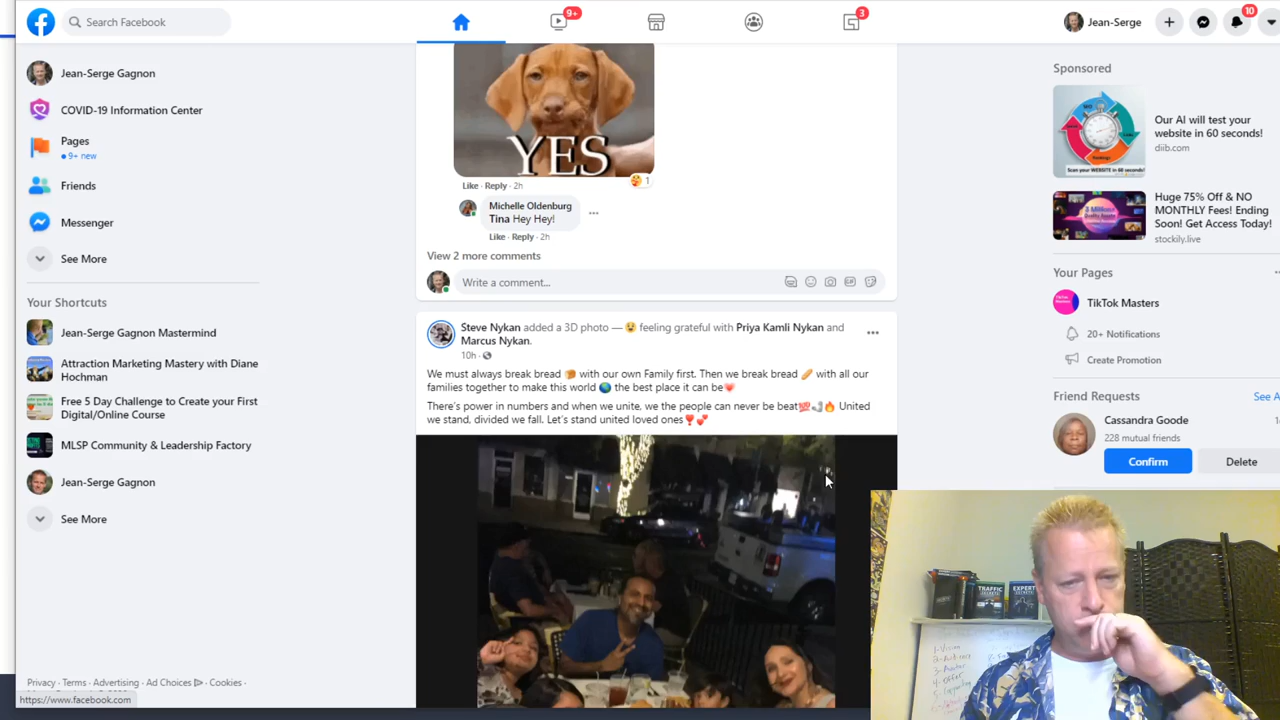 Search Facebook
9+
3
Jean-Serge
10
Jean-Serge Gagnon
COVID-19 Information Center
Pages
9+ new
Friends
Messenger
See More
Your Shortcuts
Jean-Serge Gagnon Mastermind
Attraction Marketing Mastery with Diane
Hochman
Free 5 Day Challenge to Create your First
Digital/Online Course
MLSP Community & Leadership Factory
Jean-Serge Gagnon
See More
Privacy · Terms · Advertising · Ad Choices · Cookies ·
https://www.facebook.com
YES
Like · Reply · 2h
1
Michelle Oldenburg
Tina Hey Hey!
Like · Reply · 2h
View 2 more comments
Write a comment...
GIF
Steve Nykan added a 3D photo — 😌 feeling grateful with Priya Kamli Nykan and
Marcus Nykan.
10h ·
We must always break bread 🍞 with our own Family first. Then we break bread 🥖 with all our
families together to make this world 🌎 the best place it can be💗
There's power in numbers and when we unite, we the people can never be beat💯🔥 United
we stand, divided we fall. Let's stand united loved ones❣💕
Sponsored
Our AI will test your
website in 60 seconds!
diib.com
Huge 75% Off & NO
MONTHLY Fees! Ending
Soon! Get Access Today!
stockily.live
Your Pages
TikTok Masters
20+ Notifications
Create Promotion
Friend Requests
See A
Cassandra Goode
228 mutual friends
Confirm
Delete
TRAFFIC
SECRETS
EXPERT
SECRETS